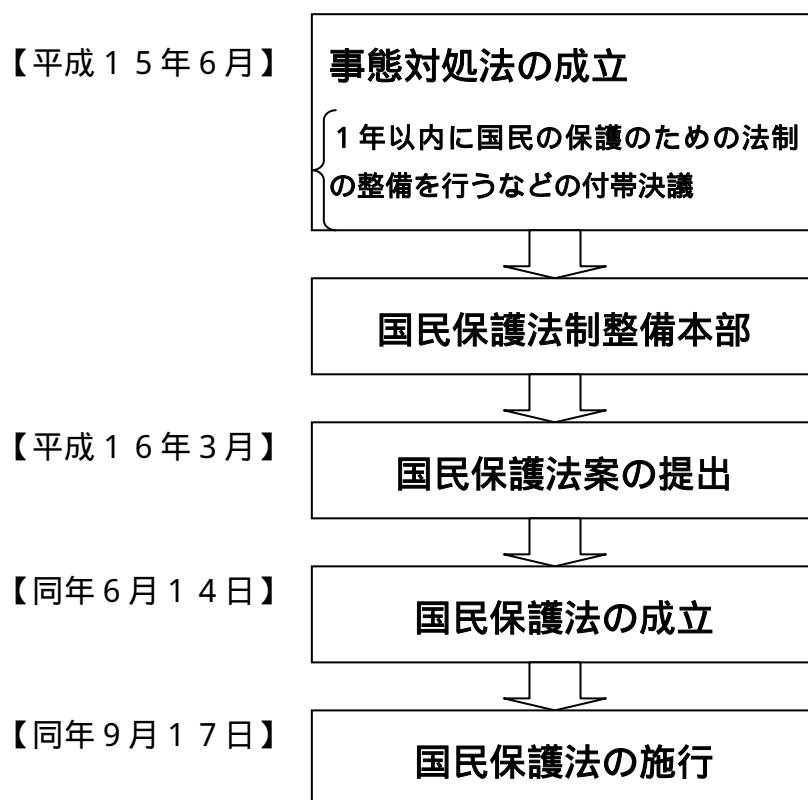 【平成１５年６月】
事態対処法の成立
１年以内に国民の保護のための法制
の整備を行うなどの付帯決議
国民保護法制整備本部
【平成１６年３月】
国民保護法案の提出
【同年６月１４日】
国民保護法の成立
【同年９月１７日】
国民保護法の施行